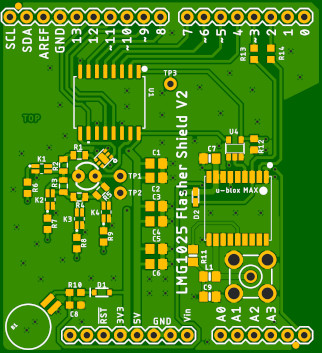 SCL
SDA
AREF
GND
13
12
~11
~10
~9
8
7
~6
~5
4
~3
2
1
0
R13
R14
TP3
U1
TOP
LMG1025 Flasher Shield V2
U4
R12
C7
R1
C1
K1
TP1
C2
u-blox MAX
R6
R3
TP2
K2
R5
C3
D2
K4
K3
R7
C4
R8
R9
C5
R11
C6
L1
R10
D1
C9
C8
RST
3V3
5V
GND
Vin
A0
A1
A2
A3